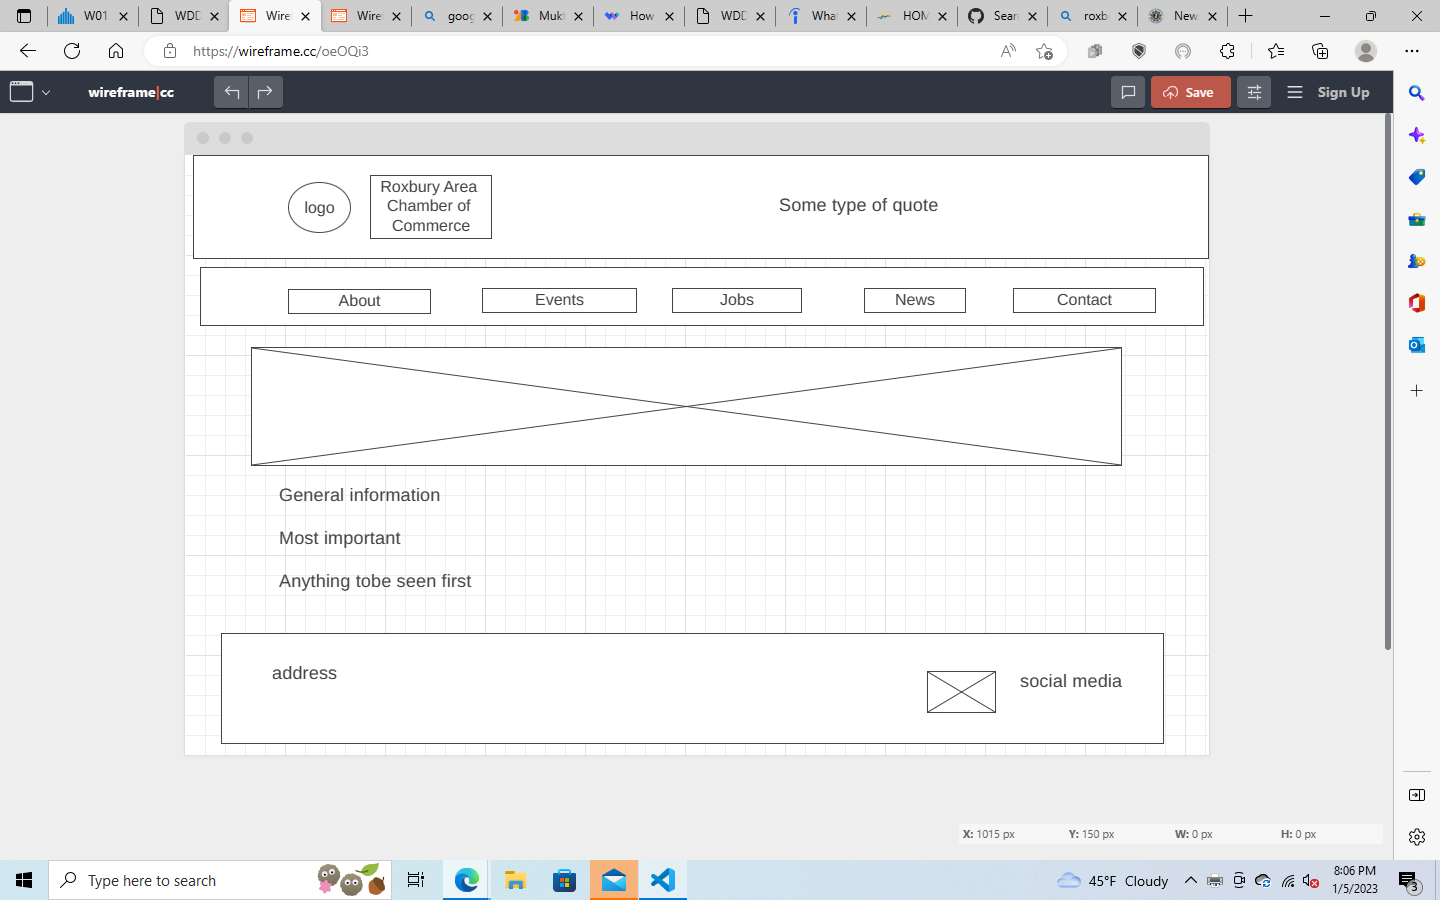 W01
WDD
Wiref
Wire
goog
Mukt
How
WDD
What
HOM
Sear
roxb
New
https://wireframe.cc/oeOQi3
wireframe|cc
Save
Sign Up
logo
Roxbury Area
Chamber of
Commerce
Some type of quote
About
Events
Jobs
News
Contact
General information
Most important
Anything tobe seen first
address
social media
X: 1015 px
Y: 150 px
W: 0 px
H: 0 px
Type here to search
45°F Cloudy
8:06 PM
1/5/2023
3